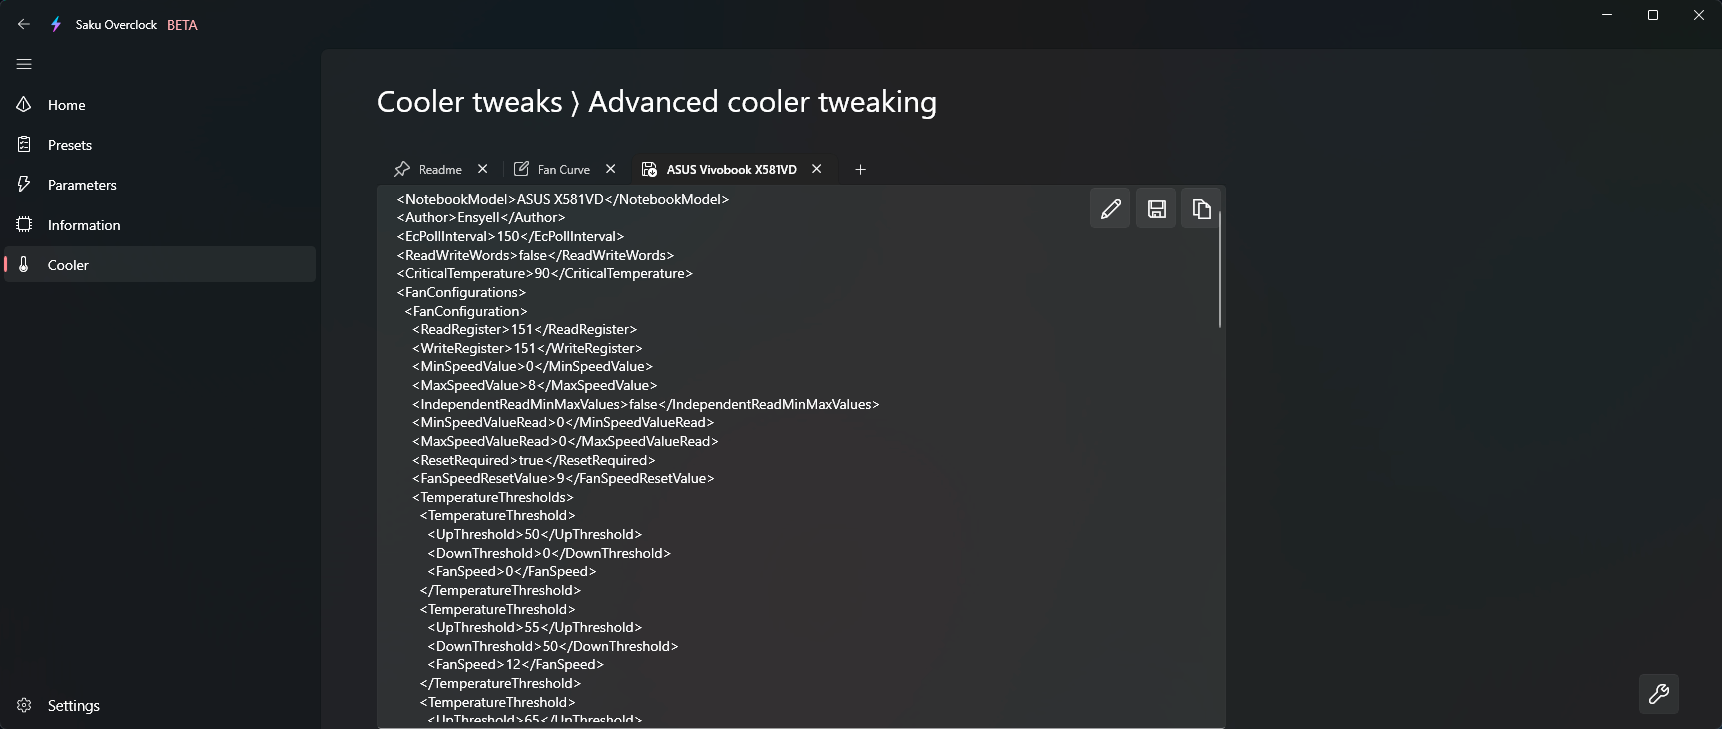 Saku Overclock BETA
Home
Presets
Parameters
Information
Cooler
Settings
Cooler tweaks ⟩ Advanced cooler tweaking
Readme
Fan Curve
ASUS Vivobook X581VD
<NotebookModel>ASUS X581VD</NotebookModel>
<Author>Ensyell</Author>
<EcPollInterval>150</EcPollInterval>
<ReadWriteWords>false</ReadWriteWords>
<CriticalTemperature>90</CriticalTemperature>
<FanConfigurations>
<FanConfiguration>
<ReadRegister>151</ReadRegister>
<WriteRegister>151</WriteRegister>
<MinSpeedValue>0</MinSpeedValue>
<MaxSpeedValue>8</MaxSpeedValue>
<IndependentReadMinMaxValues>false</IndependentReadMinMaxValues>
<MinSpeedValueRead>0</MinSpeedValueRead>
<MaxSpeedValueRead>0</MaxSpeedValueRead>
<ResetRequired>true</ResetRequired>
<FanSpeedResetValue>9</FanSpeedResetValue>
<TemperatureThresholds>
<TemperatureThreshold>
<UpThreshold>50</UpThreshold>
<DownThreshold>0</DownThreshold>
<FanSpeed>0</FanSpeed>
</TemperatureThreshold>
<TemperatureThreshold>
<UpThreshold>55</UpThreshold>
<DownThreshold>50</DownThreshold>
<FanSpeed>12</FanSpeed>
</TemperatureThreshold>
<TemperatureThreshold>
<UpThreshold>65</UpThreshold>